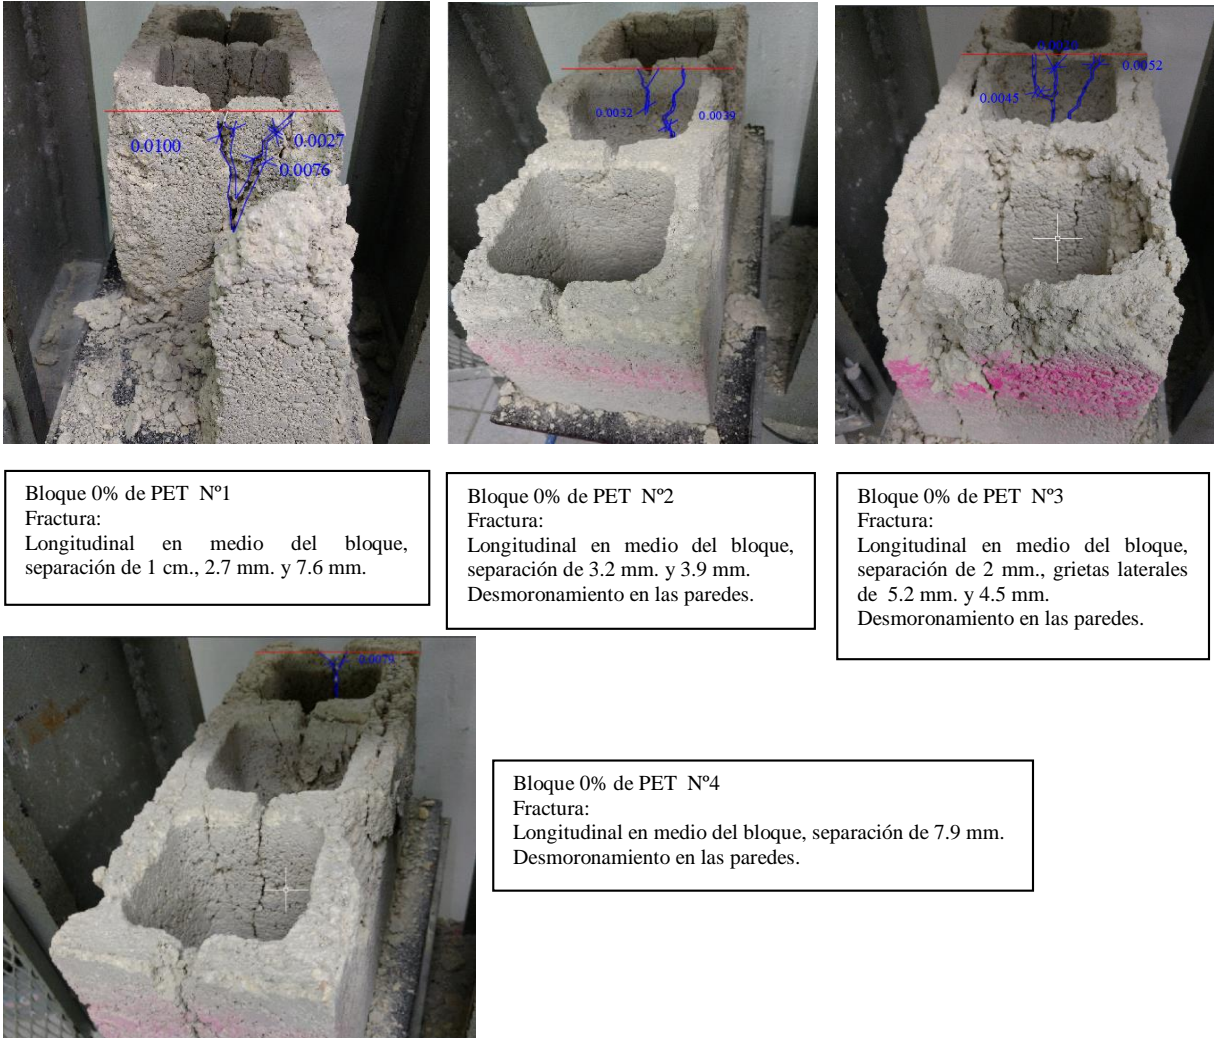 0.0100
0.0027
0.0076
0.0032
0.0039
0.0020
0.0052
0.0045
Bloque 0% de PET Nº1
Fractura:
Longitudinal en medio del bloque,
separación de 1 cm., 2.7 mm. y 7.6 mm.
Bloque 0% de PET Nº2
Fractura:
Longitudinal en medio del bloque,
separación de 3.2 mm. y 3.9 mm.
Desmoronamiento en las paredes.
Bloque 0% de PET Nº3
Fractura:
Longitudinal en medio del bloque,
separación de 2 mm., grietas laterales
de 5.2 mm. y 4.5 mm.
Desmoronamiento en las paredes.
0.0079
Bloque 0% de PET Nº4
Fractura:
Longitudinal en medio del bloque, separación de 7.9 mm.
Desmoronamiento en las paredes.